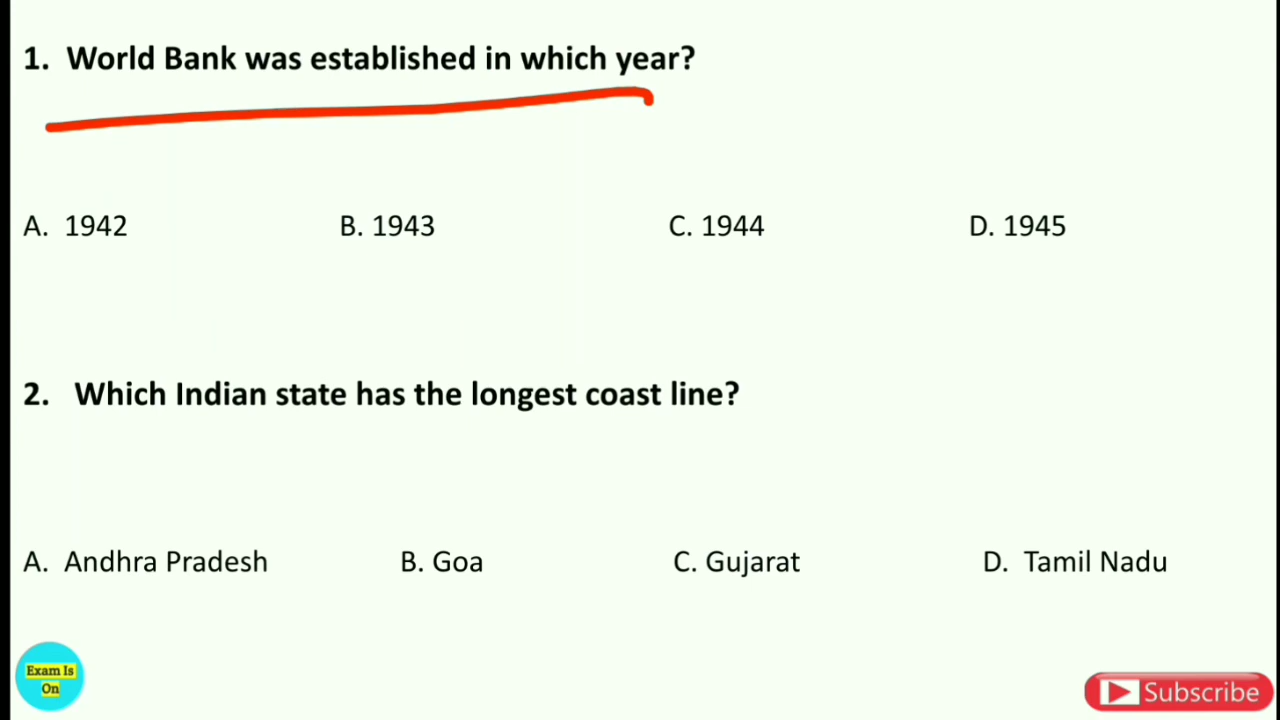 1. World Bank was established in which year?
A. 1942 B. 1943 C. 1944 D. 1945
2. Which Indian state has the longest coast line?
A. Andhra Pradesh B. Goa C. Gujarat D. Tamil Nadu
Exam Is
On
Subscribe